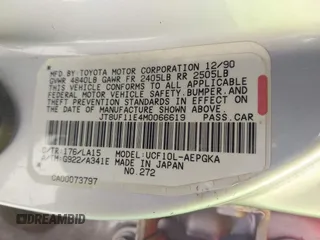 MFD. BY TOYOTA MOTOR CORPORATION 12/90
GVWR 4840LB GAWR FR 2405LB RR 2505LB
THIS VEHICLE CONFORMS TO ALL APPLICABLE
FEDERAL MOTOR VEHICLE SAFETY, BUMPER, AND
THEFT PREVENTION STANDARDS IN EFFECT ON THE
DATE OF MANUFACTURE SHOWN ABOVE.
JT8UF11E4M0066619 PASS.CAR
C/TR:176/LA15 MODEL:UCF10L-AEPGKA
A/TM:G922/A341E MADE IN JAPAN
NO.272
CA00073797
DREAMBID